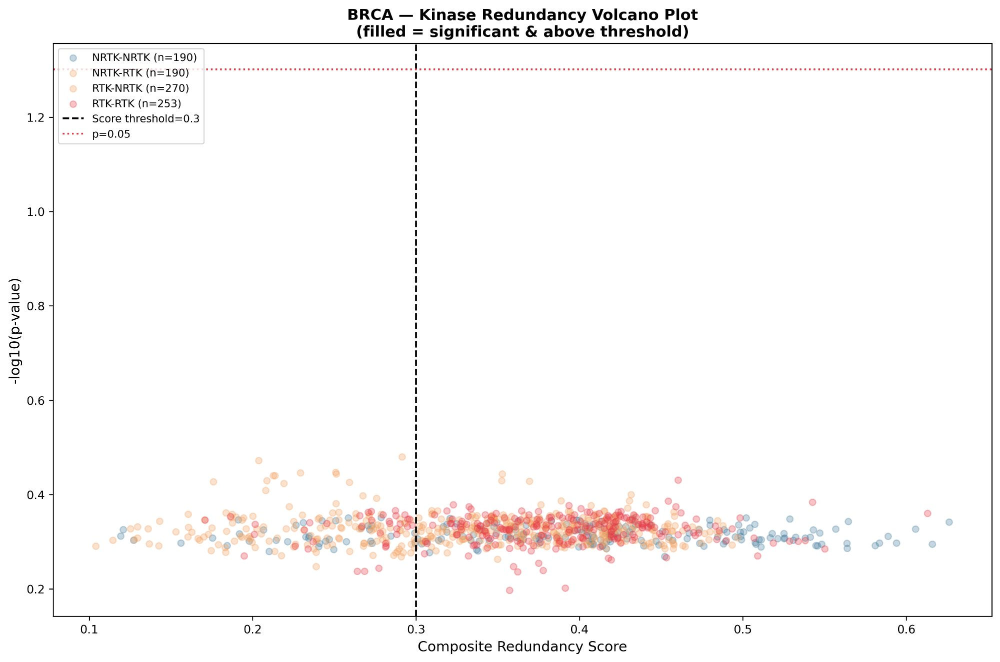 BRCA — Kinase Redundancy Volcano Plot
(filled = significant & above threshold)
NRTK-NRTK (n=190)
NRTK-RTK (n=190)
RTK-NRTK (n=270)
RTK-RTK (n=253)
Score threshold=0.3
p=0.05
-log10(p-value)
1.2
1.0
0.8
0.6
0.4
0.2
0.1
0.2
0.3
0.4
0.5
0.6
Composite Redundancy Score